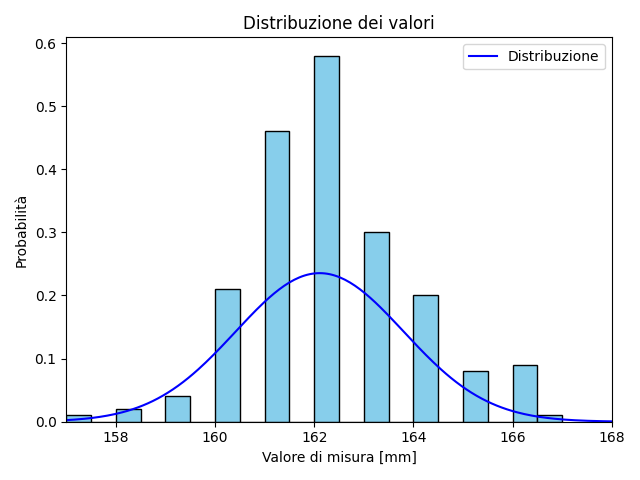 Distribuzione dei valori
Distribuzione
Probabilità
0.6
0.5
0.4
0.3
0.2
0.1
0.0
158 160 162 164 166 168
Valore di misura [mm]